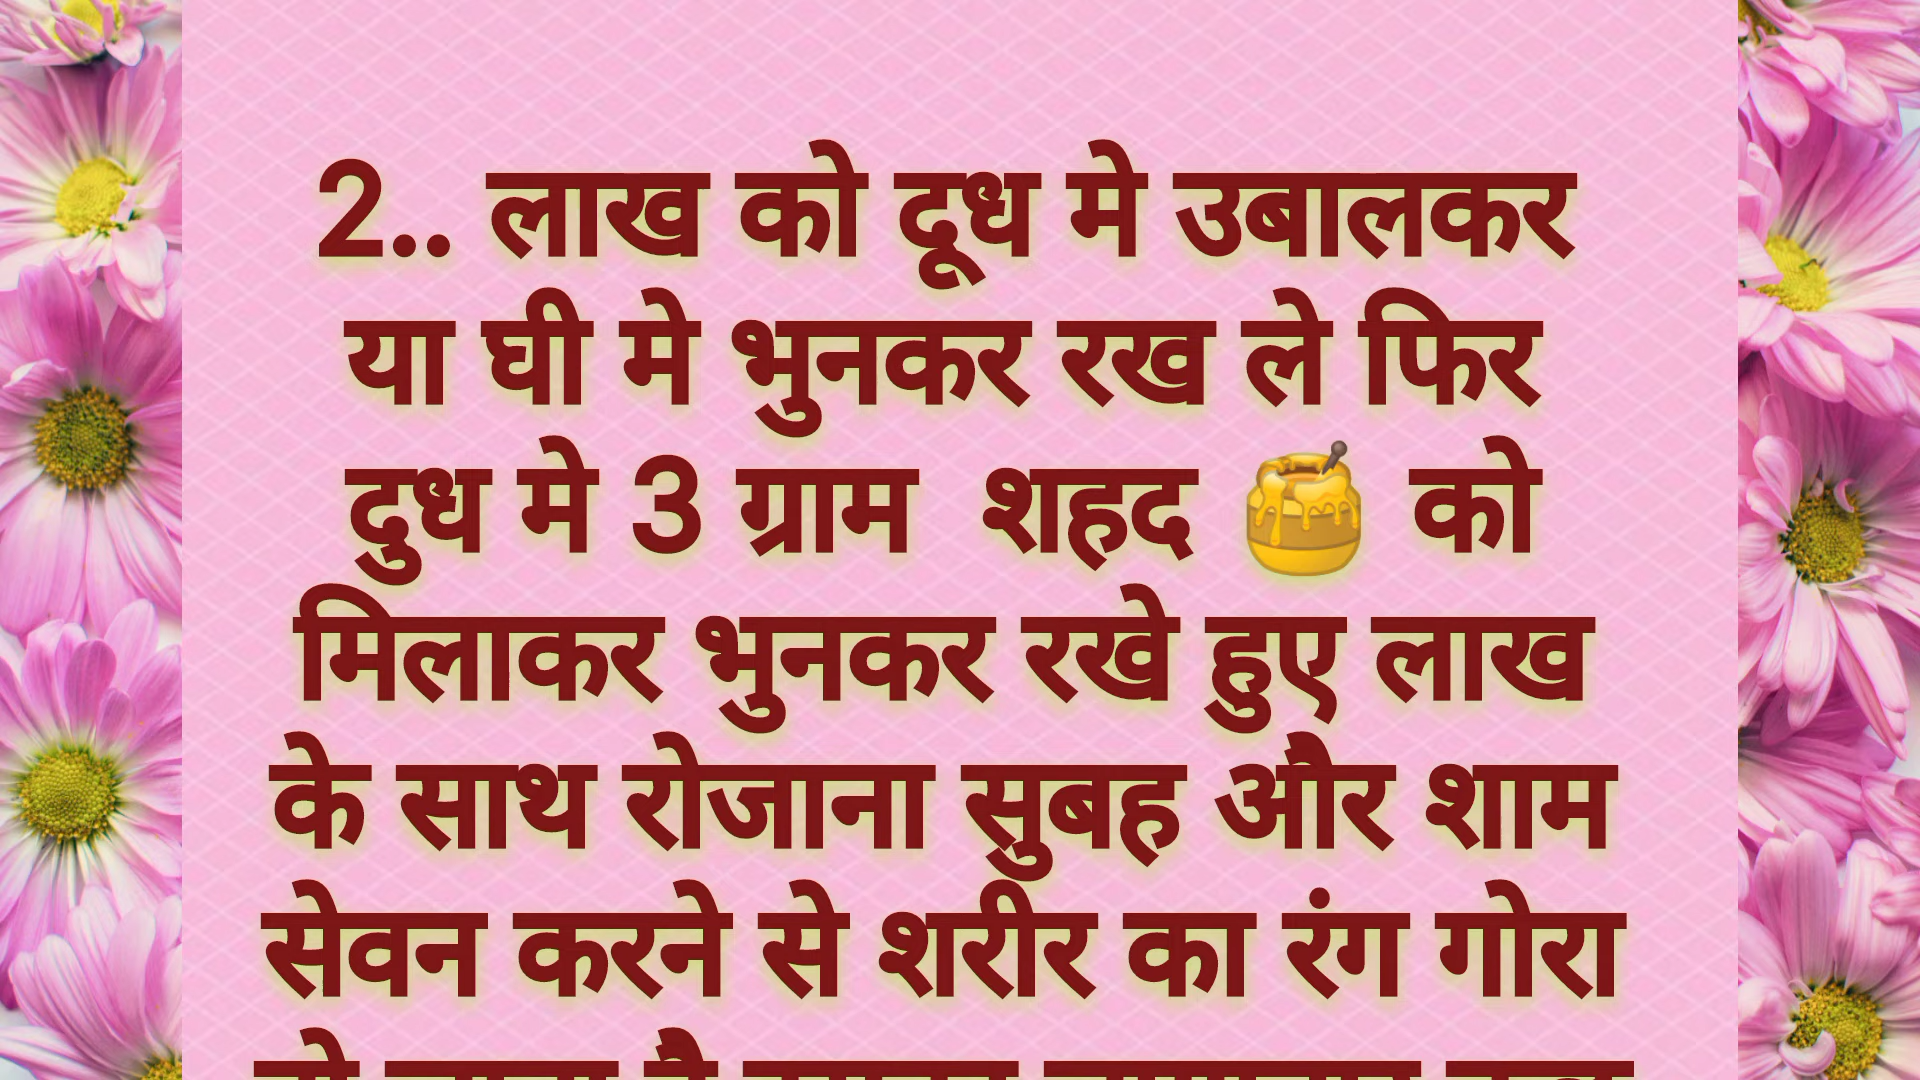 2.. लाख को दूध मे उबालकर
या घी मे भुनकर रख ले फिर
दुध मे 3 ग्राम  शहद 🍯 को
मिलाकर भुनकर रखे हुए लाख
के साथ रोजाना सुबह और शाम
सेवन करने से शरीर का रंग गोरा